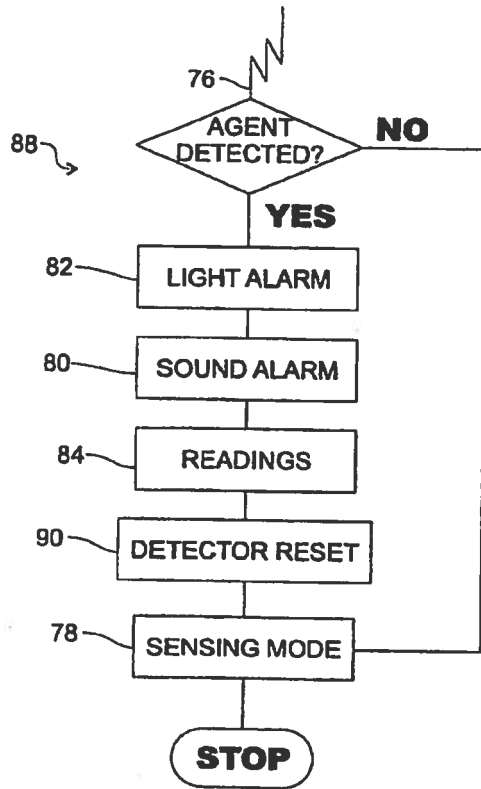 76
AGENT
DETECTED?
NO
88
YES
82
LIGHT ALARM
80
SOUND ALARM
84
READINGS
90
DETECTOR RESET
78
SENSING MODE
STOP